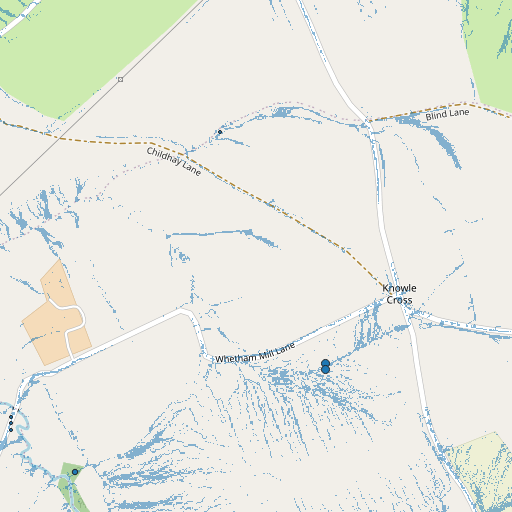 Blind Lane
Childhay Lane
Knowle
Cross
Whetham Mill Lane